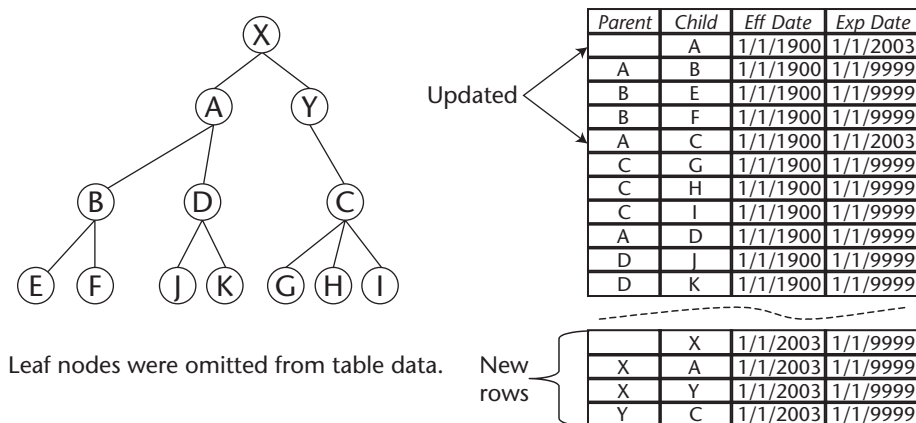 X
A Y
B D C
E F J K G H I
Leaf nodes were omitted from table data.
Updated
Parent Child Eff Date Exp Date
A 1/1/1900 1/1/2003
A B 1/1/1900 1/1/9999
B E 1/1/1900 1/1/9999
B F 1/1/1900 1/1/9999
A C 1/1/1900 1/1/2003
C G 1/1/1900 1/1/9999
C H 1/1/1900 1/1/9999
C I 1/1/1900 1/1/9999
A D 1/1/1900 1/1/9999
D J 1/1/1900 1/1/9999
D K 1/1/1900 1/1/9999
New
rows
X 1/1/2003 1/1/9999
X A 1/1/2003 1/1/9999
X Y 1/1/2003 1/1/9999
Y C 1/1/2003 1/1/9999